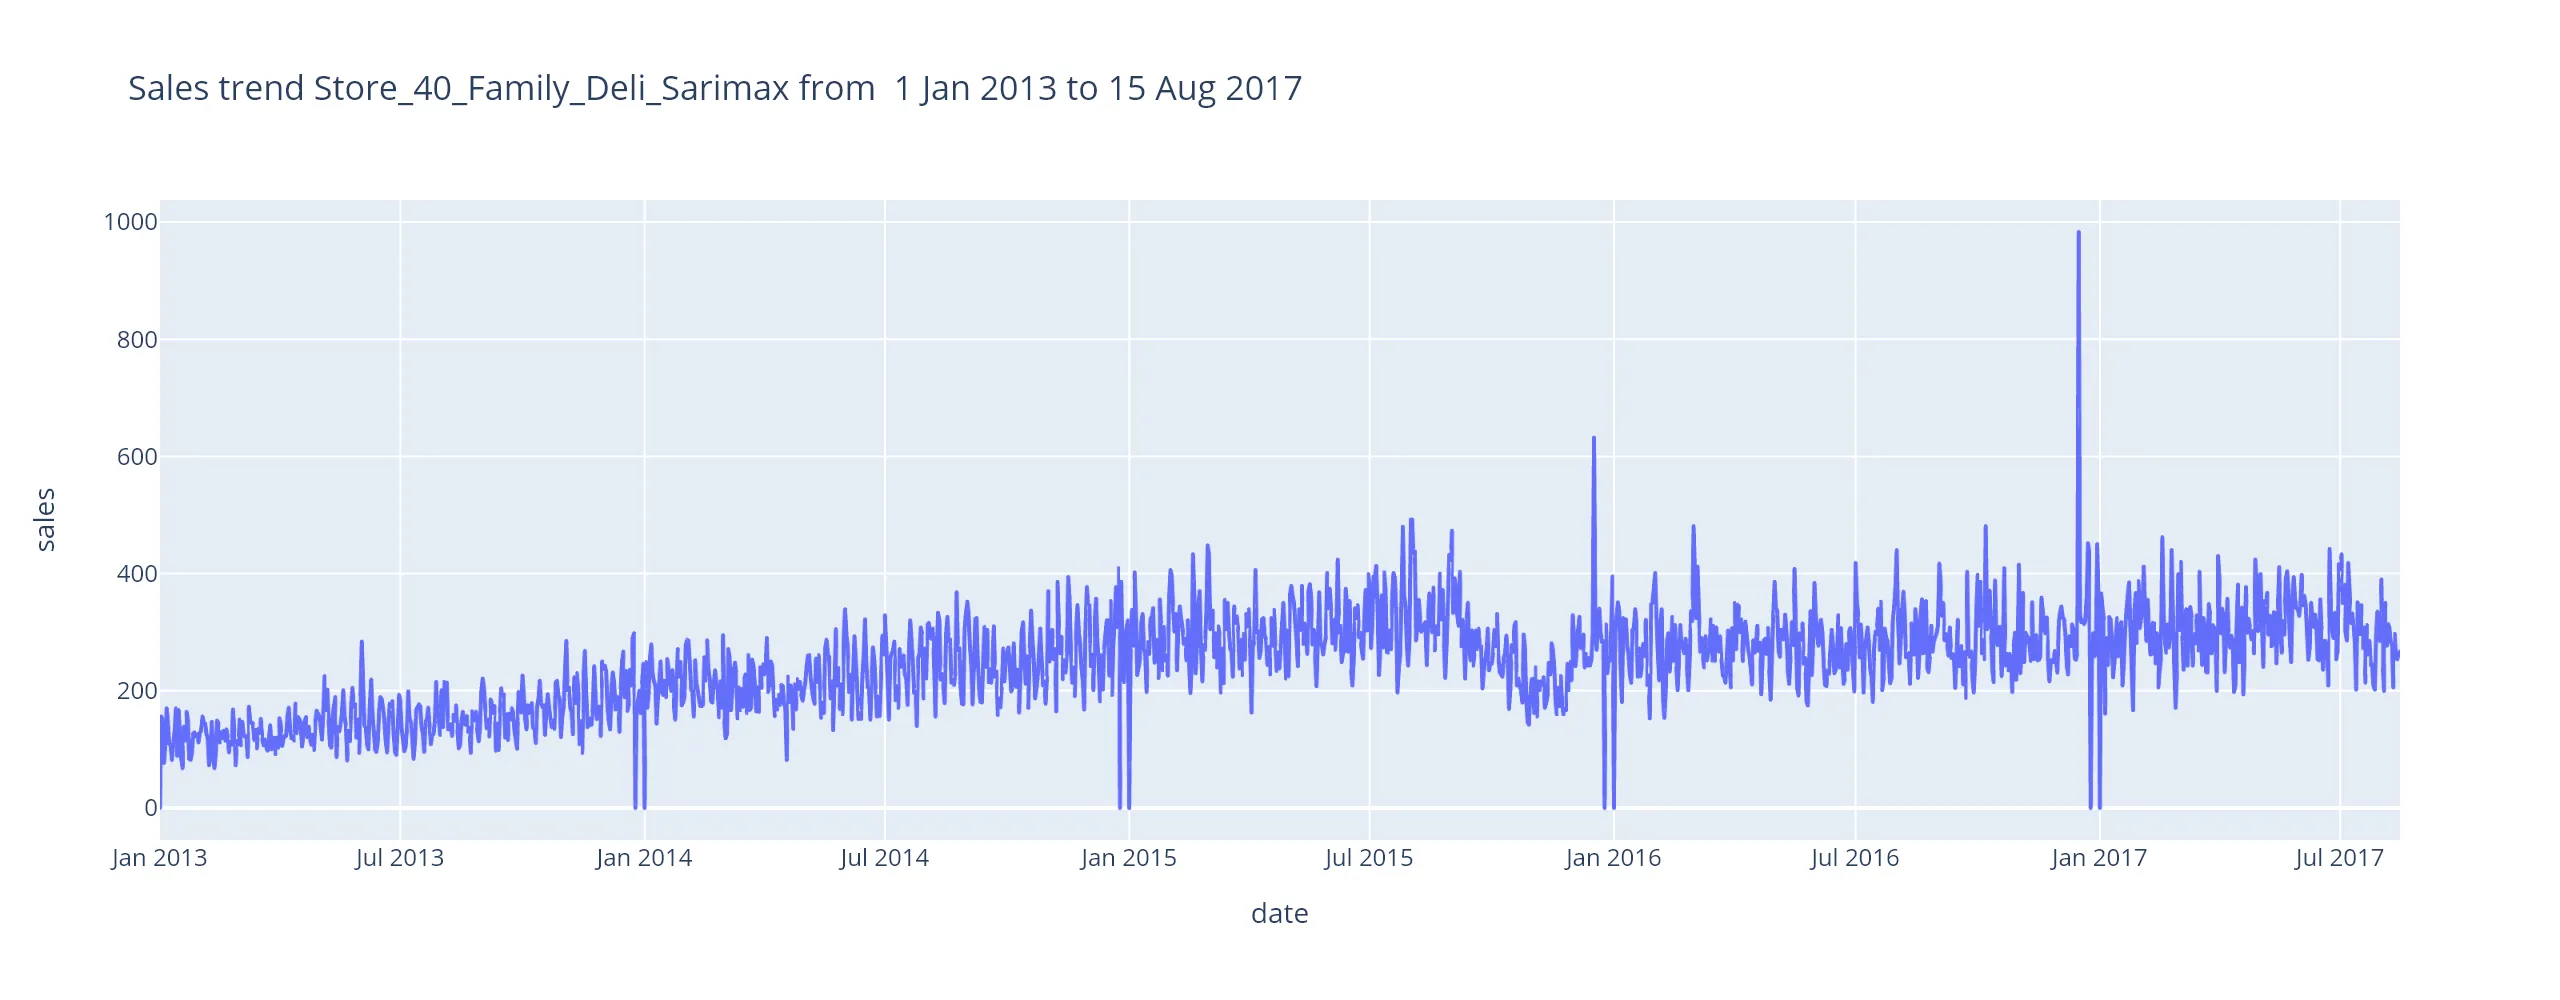 Sales trend Store_40_Family_Deli_Sarimax from  1 Jan 2013 to 15 Aug 2017
1000
800
600
400
200
0
sales
Jan 2013 Jul 2013 Jan 2014 Jul 2014 Jan 2015 Jul 2015 Jan 2016 Jul 2016 Jan 2017 Jul 2017
date